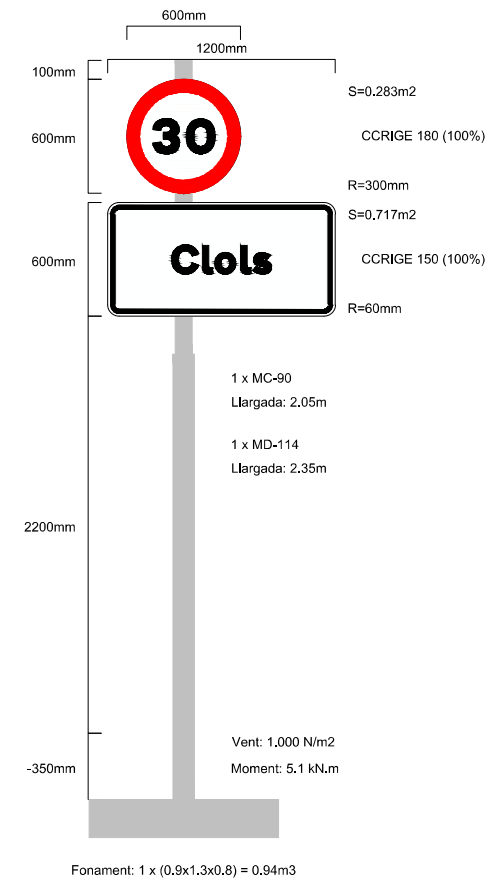 600mm
1200mm
100mm
S=0.283m2
600mm
30
CCRIGE 180 (100%)
R=300mm
S=0.717m2
600mm
Clols
CCRIGE 150 (100%)
R=60mm
1 x MC-90
Llargada: 2.05m
1 x MD-114
Llargada: 2.35m
2200mm
Vent: 1.000 N/m2
-350mm
Moment: 5.1 kN.m
Fonament: 1 x (0.9x1.3x0.8) = 0.94m3